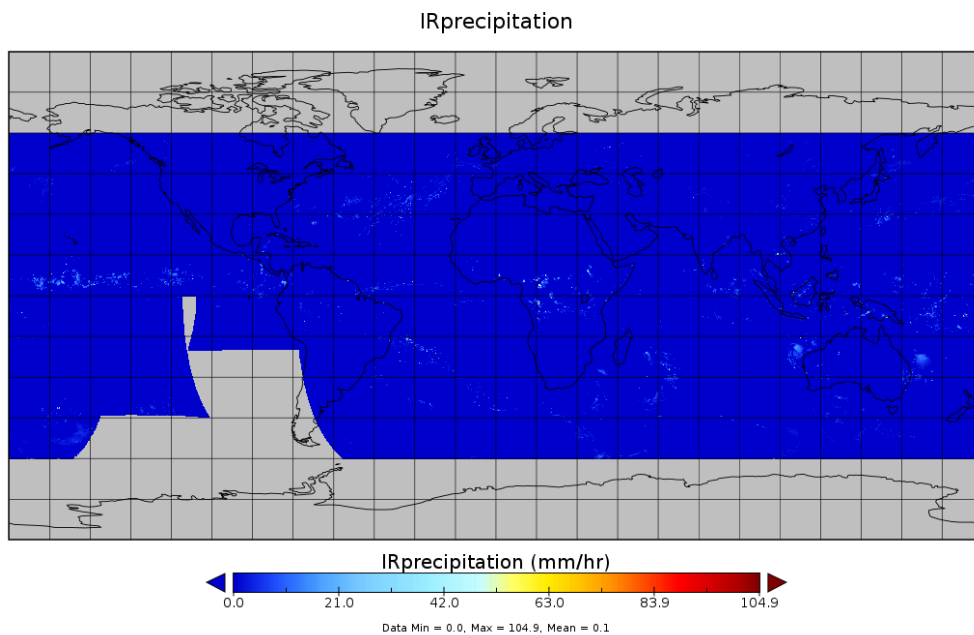 IRprecipitation
IRprecipitation (mm/hr)
0.0 21.0 42.0 63.0 83.9 104.9
Data Min = 0.0, Max = 104.9, Mean = 0.1